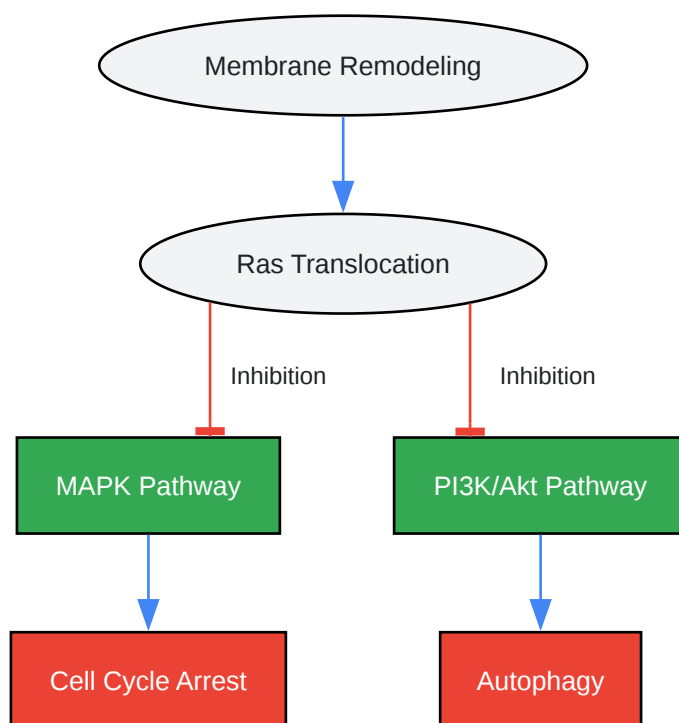 Membrane Remodeling
Ras Translocation
Inhibition
Inhibition
MAPK Pathway
PI3K/Akt Pathway
Cell Cycle Arrest
Autophagy